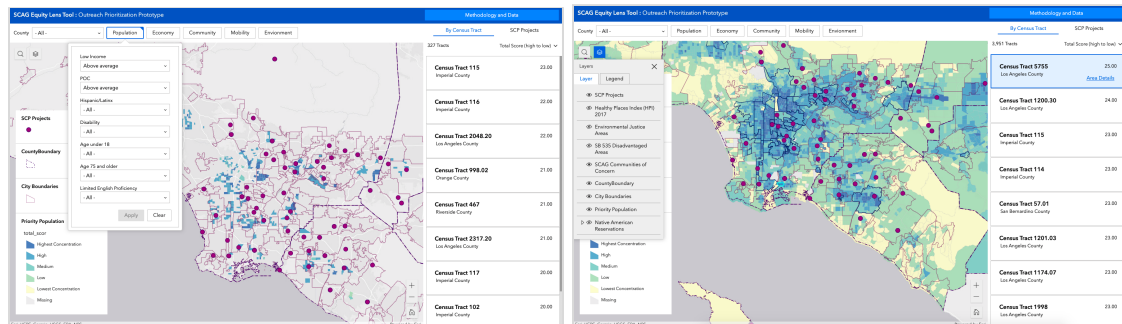 SCAG Equity Lens Tool : Outreach Prioritization Prototype
Methodology and Data
County - All -
Population
Economy
Community
Mobility
Envionment
By Census Tract
SCP Projects
327 Tracts
Total Score (high to low)
Low Income
Above average
POC
Above average
Hispanic/Latinx
- All -
Disability
- All -
Age under 18
- All -
Age 75 and older
- All -
Limited English Proficiency
- All -
Apply
Clear
SCP Projects
CountyBoundary
City Boundaries
Priority Population
total_scor
Highest Concentration
High
Medium
Low
Lowest Concentration
Missing
Census Tract 115 23.00
Imperial County
Census Tract 116 22.00
Imperial County
Census Tract 2048.20 22.00
Los Angeles County
Census Tract 998.02 21.00
Orange County
Census Tract 467 21.00
Riverside County
Census Tract 2317.20 21.00
Los Angeles County
Census Tract 117 20.00
Imperial County
Census Tract 102 20.00
Imperial County
SCAG Equity Lens Tool : Outreach Prioritization Prototype
Methodology and Data
County - All -
Population
Economy
Community
Mobility
Envionment
By Census Tract
SCP Projects
3,951 Tracts
Total Score (high to low)
Layers
Layer
Legend
SCP Projects
Healthy Places Index (HPI)
2017
Environmental Justice
Areas
SB 535 Disadvantaged
Areas
SCAG Communities of
Concern
CountyBoundary
City Boundaries
Priority Population
Native American
Reservations
Highest Concentration
High
Medium
Low
Lowest Concentration
Missing
Census Tract 5755 25.00
Los Angeles County
Area Details
Census Tract 1200.30 24.00
Los Angeles County
Census Tract 115 23.00
Imperial County
Census Tract 114 23.00
Imperial County
Census Tract 57.01 23.00
San Bernardino County
Census Tract 1201.03 23.00
Los Angeles County
Census Tract 1174.07 23.00
Los Angeles County
Census Tract 1998 23.00
Los Angeles County